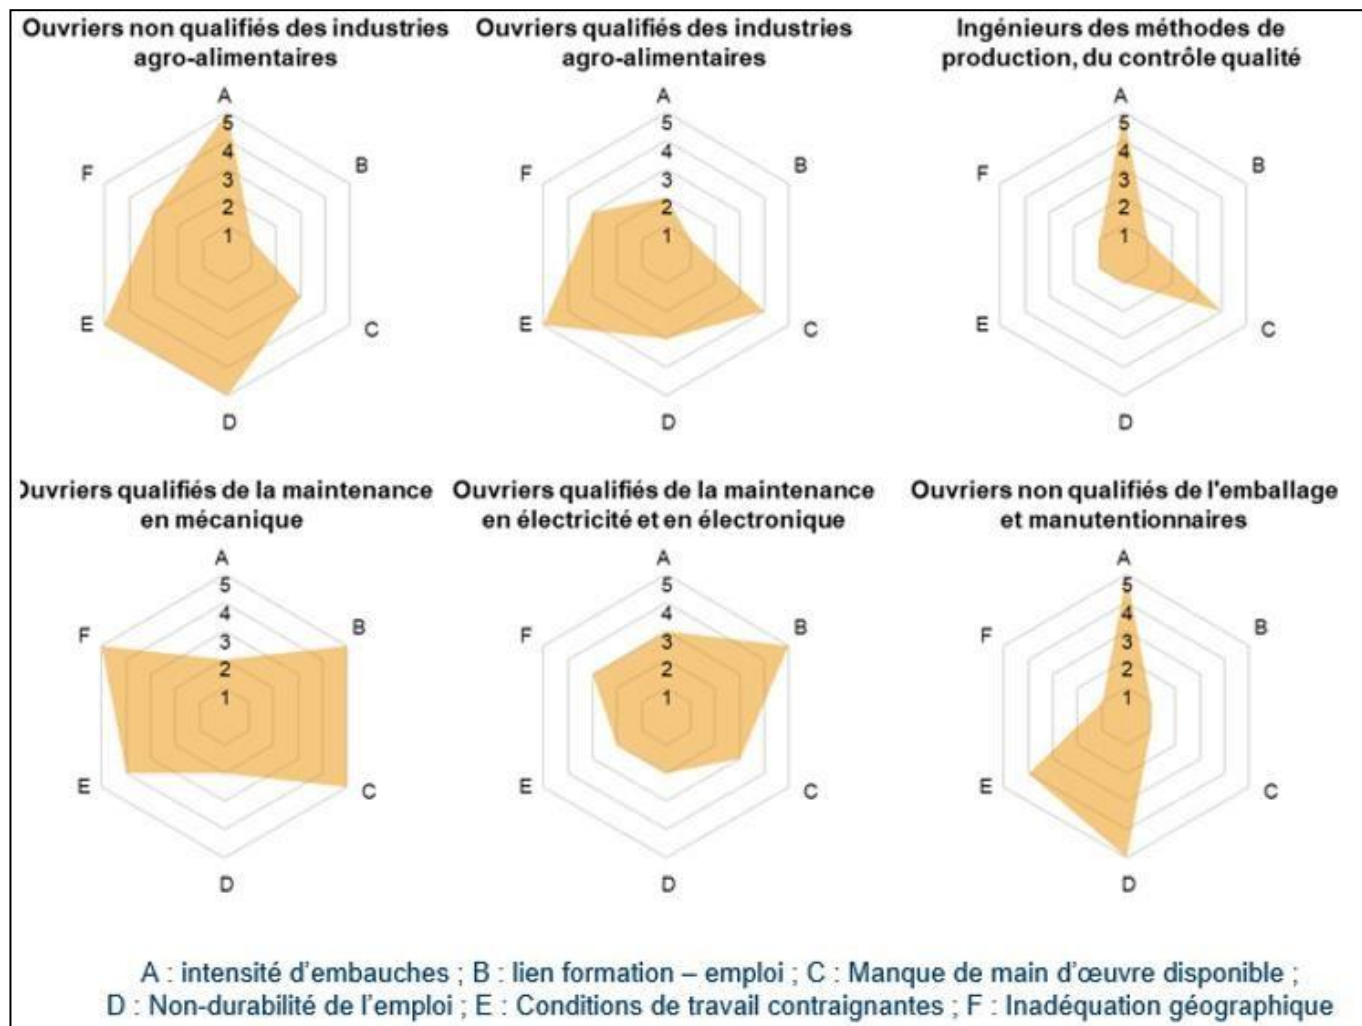 Ouvriers non qualifiés des industries
agro-alimentaires
A
5
4
3
2
1
B
C
D
E
F
Ouvriers qualifiés des industries
agro-alimentaires
A
5
4
3
2
1
B
C
D
E
F
Ingénieurs des méthodes de
production, du contrôle qualité
A
5
4
3
2
1
B
C
D
E
F
Ouvriers qualifiés de la maintenance
en mécanique
A
5
4
3
2
1
B
C
D
E
F
Ouvriers qualifiés de la maintenance
en électricité et en électronique
A
5
4
3
2
1
B
C
D
E
F
Ouvriers non qualifiés de l'emballage
et manutentionnaires
A
5
4
3
2
1
B
C
D
E
F
A : intensité d'embauches ; B : lien formation – emploi ; C : Manque de main d'œuvre disponible ;
D : Non-durabilité de l'emploi ; E : Conditions de travail contraignantes ; F : Inadéquation géographique